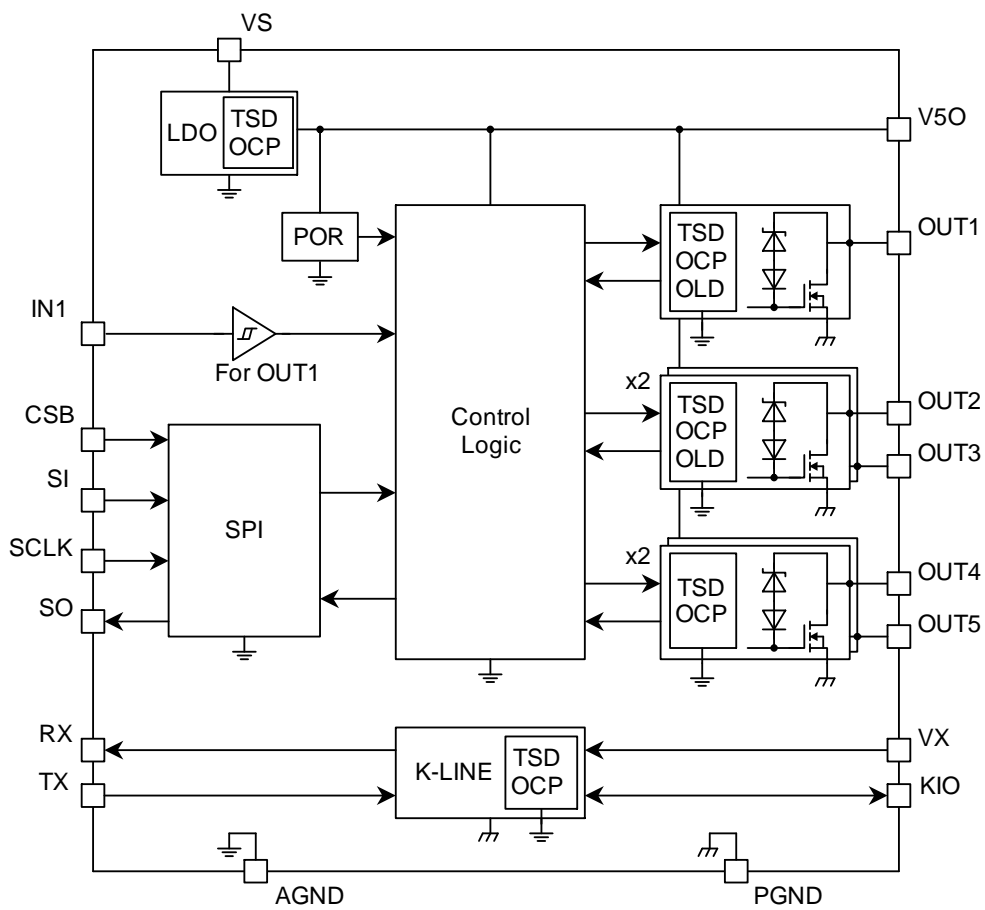 VS
LDO
TSD
OCP
V5O
POR
TSD
OCP
OLD
OUT1
IN1
For OUT1
Control
Logic
x2
TSD
OCP
OLD
OUT2
OUT3
CSB
SI
SCLK
SO
SPI
x2
TSD
OCP
OUT4
OUT5
RX
TX
K-LINE
TSD
OCP
VX
KIO
AGND
PGND